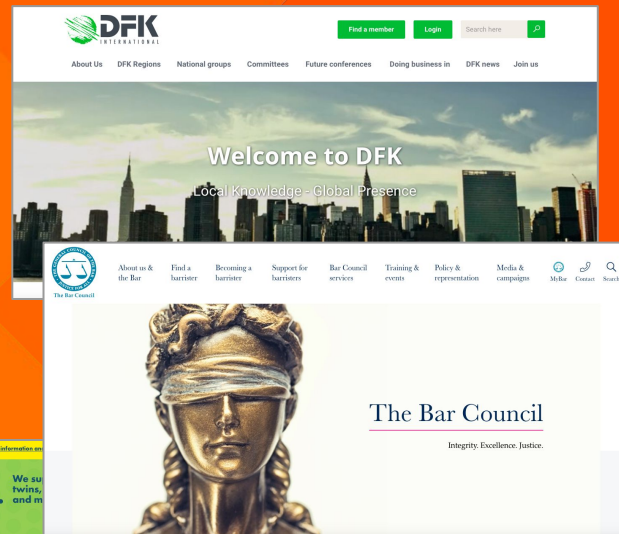 DFK
INTERNATIONAL
Find a member
Login
Search here
About Us
DFK Regions
National groups
Committees
Future conferences
Doing business in
DFK news
Join us
Welcome to DFK
Local Knowledge - Global Presence
The Bar Council
About us &
the Bar
Find a
barrister
Becoming a
barrister
Support for
barristers
Bar Council
services
Training &
events
Policy &
representation
Media &
campaigns
MyBar
Contact
Search
The Bar Council
Integrity. Excellence. Justice.
information an
We su
twins,
and m